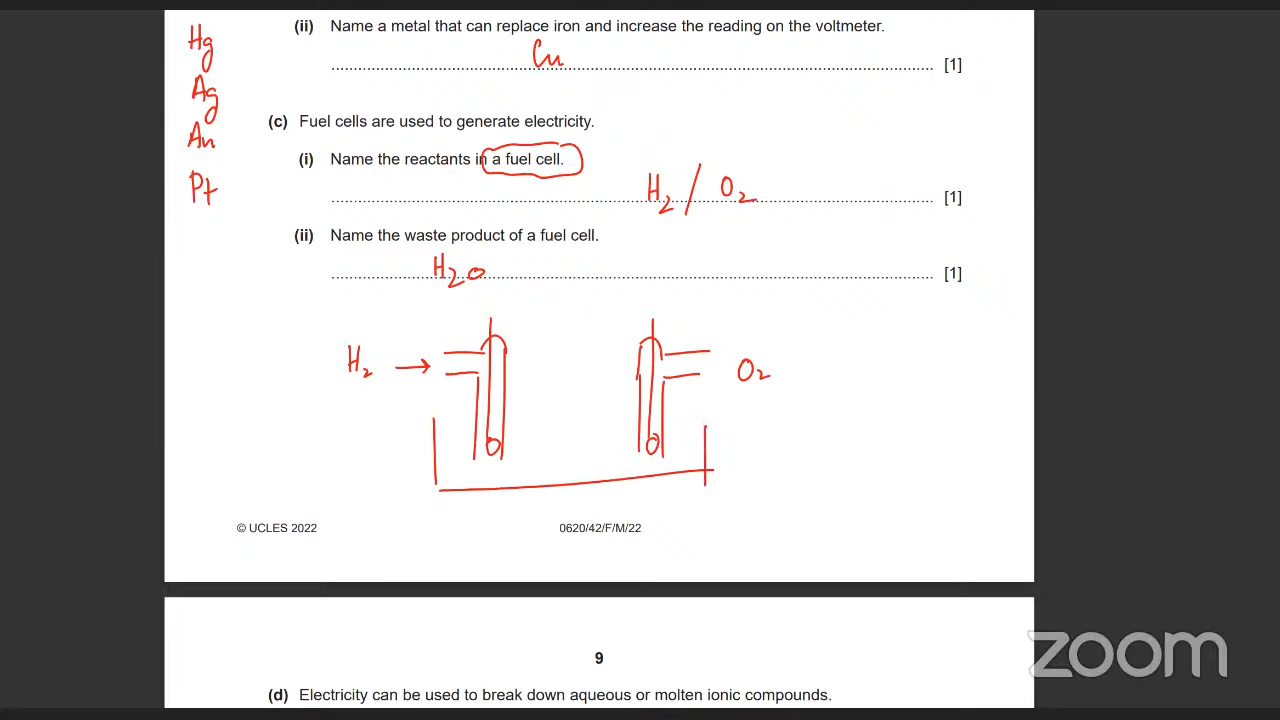 (ii) Name a metal that can replace iron and increase the reading on the voltmeter.
Hg
Cu
[1]
Ag
Au
Pt
(c) Fuel cells are used to generate electricity.
(i) Name the reactants in a fuel cell.
H2 / O2
[1]
(ii) Name the waste product of a fuel cell.
H2O
[1]
H2 → O2
© UCLES 2022 0620/42/F/M/22
9
(d) Electricity can be used to break down aqueous or molten ionic compounds.
zoom